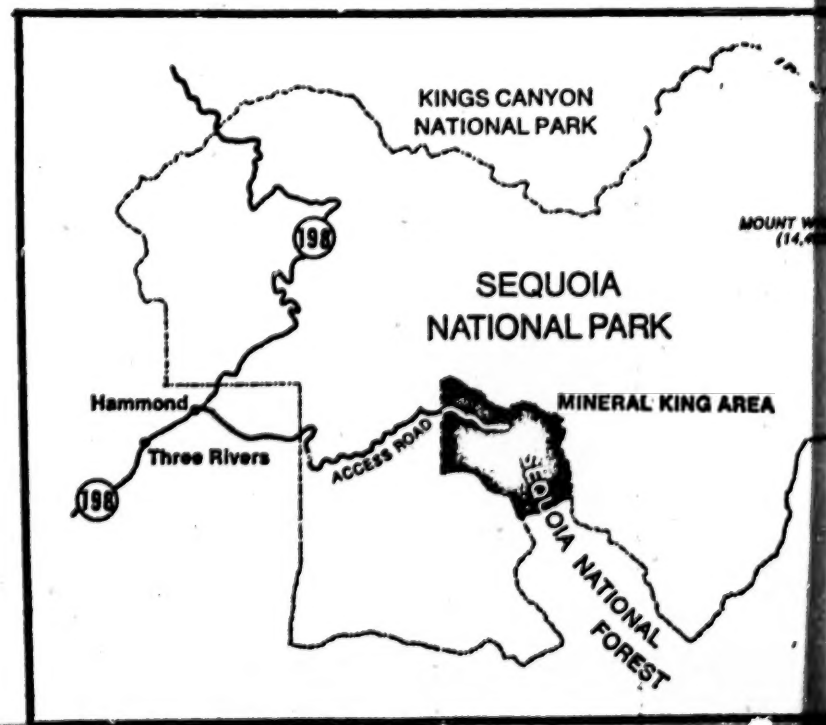 KINGS CANYON
NATIONAL PARK
198
MOUNT
(14,
SEQUOIA
NATIONAL PARK
Hammond
MINERAL KING AREA
Three Rivers
ACCESS ROAD
198
SEQUOIA NATIONAL
FOREST